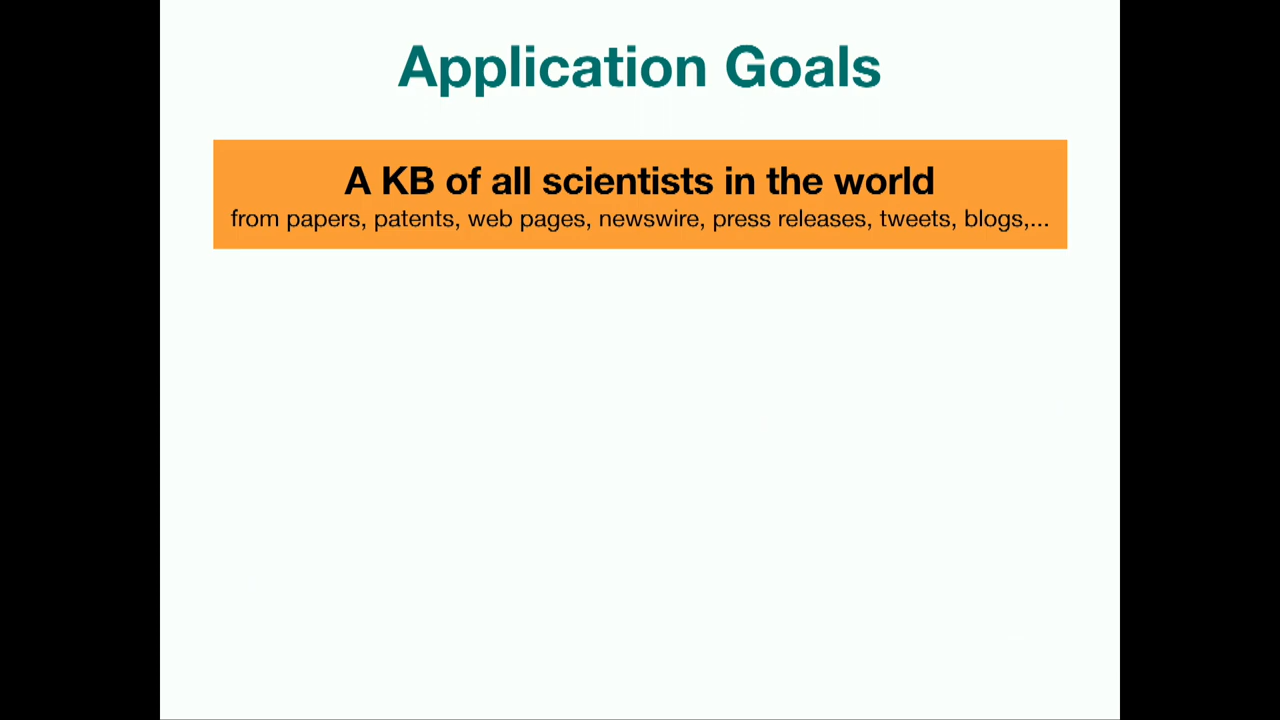 Application Goals
A KB of all scientists in the world
from papers, patents, web pages, newswire, press releases, tweets, blogs,...